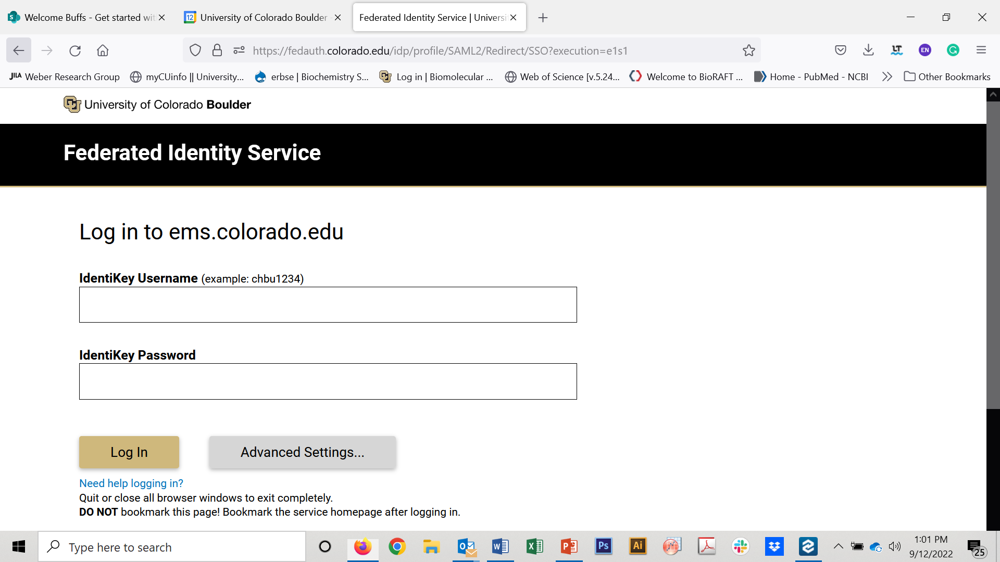 Welcome Buffs - Get started wit
University of Colorado Boulder -
Federated Identity Service | Universi
https://fedauth.colorado.edu/idp/profile/SAML2/Redirect/SSO?execution=e1s1
JILA Weber Research Group
myCUinfo || University...
erbse | Biochemistry S...
Log in | Biomolecular ...
Web of Science [v.5.24...
Welcome to BioRAFT ...
Home - PubMed - NCBI
Other Bookmarks
University of Colorado Boulder
Federated Identity Service
Log in to ems.colorado.edu
IdentiKey Username (example: chbu1234)
IdentiKey Password
Log In
Advanced Settings...
Need help logging in?
Quit or close all browser windows to exit completely.
DO NOT bookmark this page! Bookmark the service homepage after logging in.
Type here to search
1:01 PM
9/12/2022
25